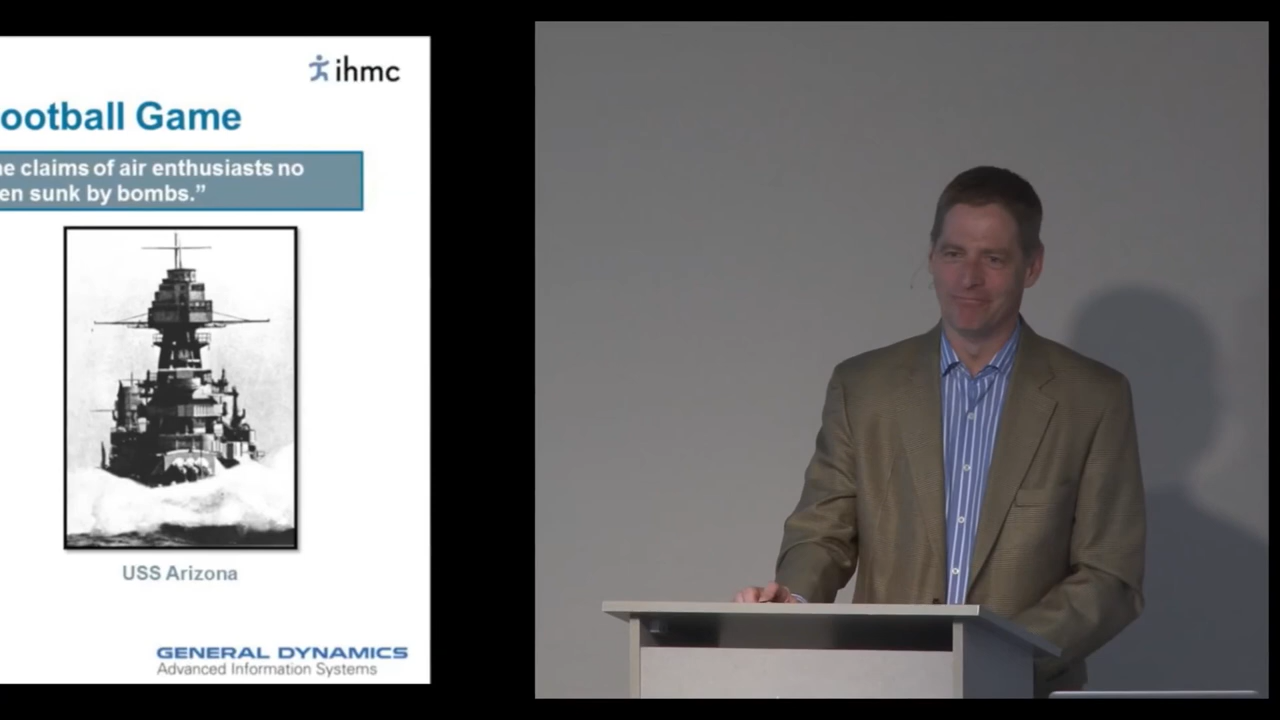 ihmc
ootball Game
e claims of air enthusiasts no
en sunk by bombs.”
USS Arizona
GENERAL DYNAMICS
Advanced Information Systems